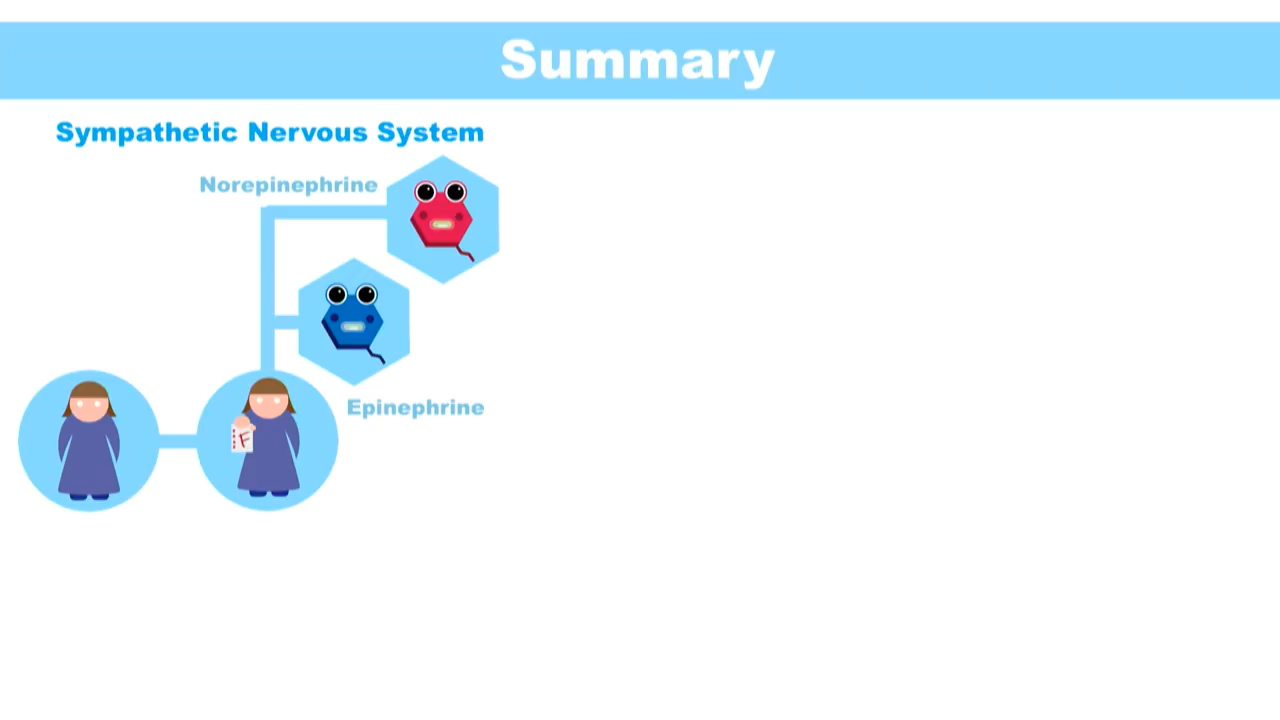 Summary
Sympathetic Nervous System
Norepinephrine
Epinephrine
F